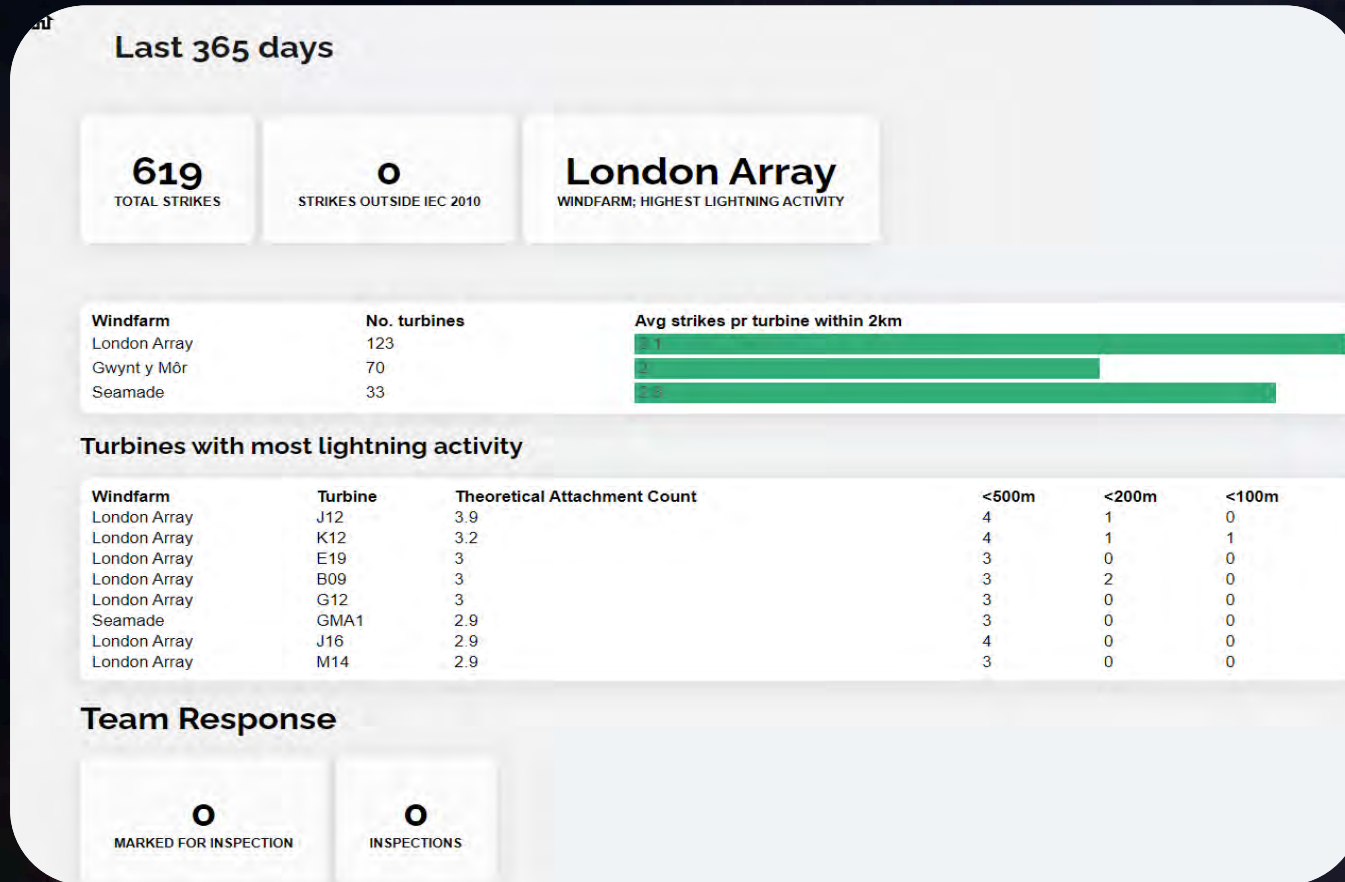 Last 365 days
619 0 London Array
TOTAL STRIKES STRIKES OUTSIDE IEC 2010 WINDFARM; HIGHEST LIGHTNING ACTIVITY
Windfarm No. turbines Avg strikes pr turbine within 2km
London Array 123 3.1
Gwynt y Môr 70 2
Seamade 33 2.8
Turbines with most lightning activity
Windfarm Turbine Theoretical Attachment Count <500m <200m <100m
London Array J12 3.9 4 1 0
London Array K12 3.2 4 1 1
London Array E19 3 3 0 0
London Array B09 3 3 2 0
London Array G12 3 3 0 0
Seamade GMA1 2.9 3 0 0
London Array J16 2.9 4 0 0
London Array M14 2.9 3 0 0
Team Response
0 0
MARKED FOR INSPECTION INSPECTIONS